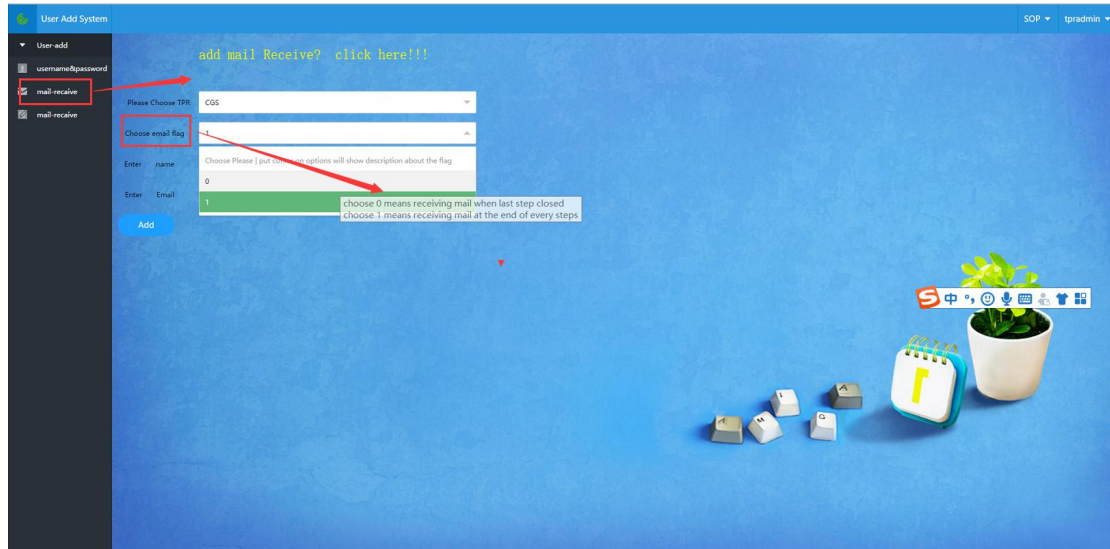 User Add System
SOP
tpradmin
User-add
username&password
mail-recaive
mail-recaive
add mail Receive? click here!!!
Please Choose TPR
CGS
Choose email flag
1
Enter name
Choose Please | put on options will show description about the flag
0
Enter Email
1
choose 0 means receiving mail when last step closed
choose 1 means receiving mail at the end of every steps
Add
中